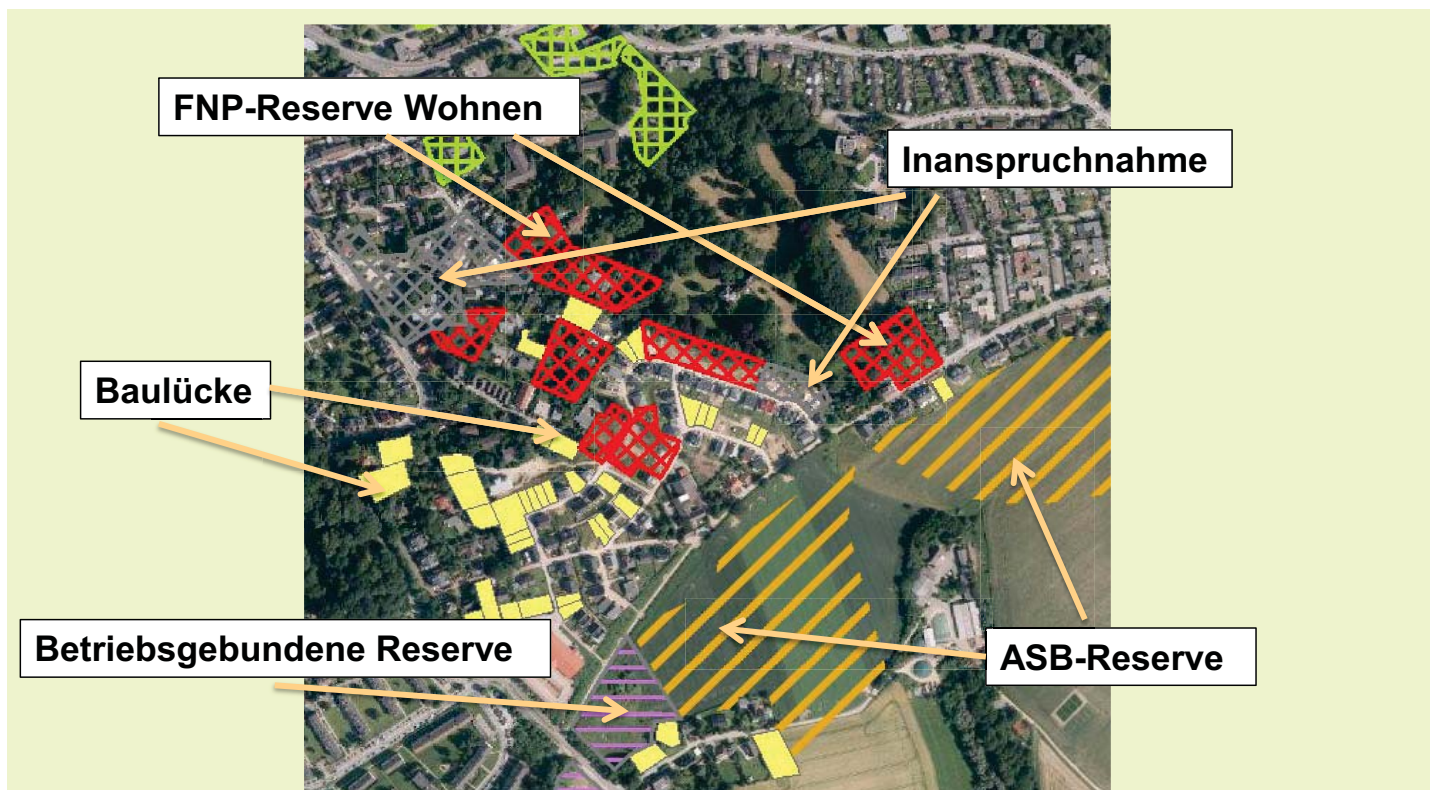 FNP-Reserve Wohnen
Inanspruchnahme
Baulücke
Betriebsgebundene Reserve
ASB-Reserve